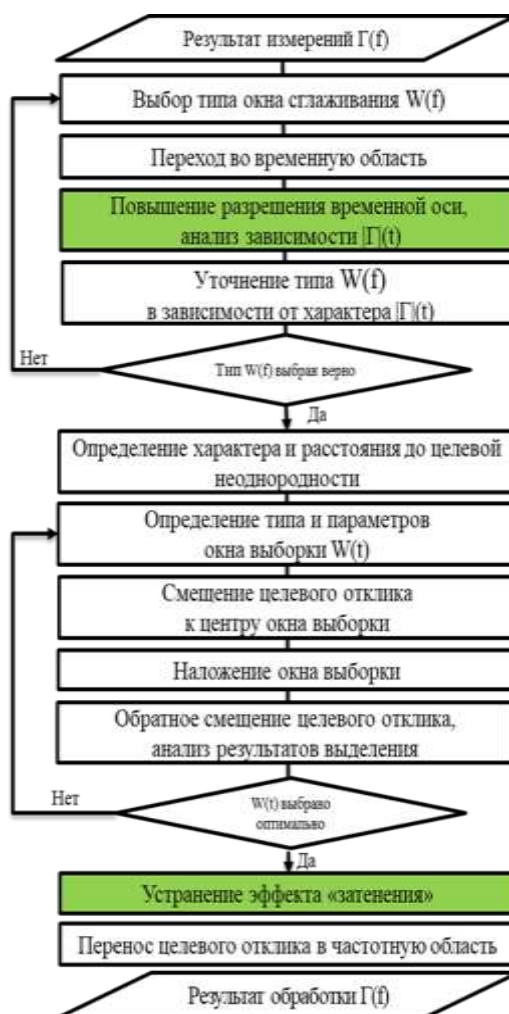 Результат измерений Γ(f)
Выбор типа окна сглаживания W(f)
Переход во временную область
Повышение разрешения временной оси,
анализ зависимости |Γ|(t)
Уточнение типа W(f)
в зависимости от характера |Γ|(t)
Нет
Тип W(f) выбран верно
Да
Определение характера и расстояния до целевой
неоднородности
Определение типа и параметров
окна выборки W(t)
Смещение целевого отклика
к центру окна выборки
Наложение окна выборки
Обратное смещение целевого отклика,
анализ результатов выделения
Нет
W(t) выбрано
оптимально
Да
Устранение эффекта «затенения»
Перенос целевого отклика в частотную область
Результат обработки Γ(f)